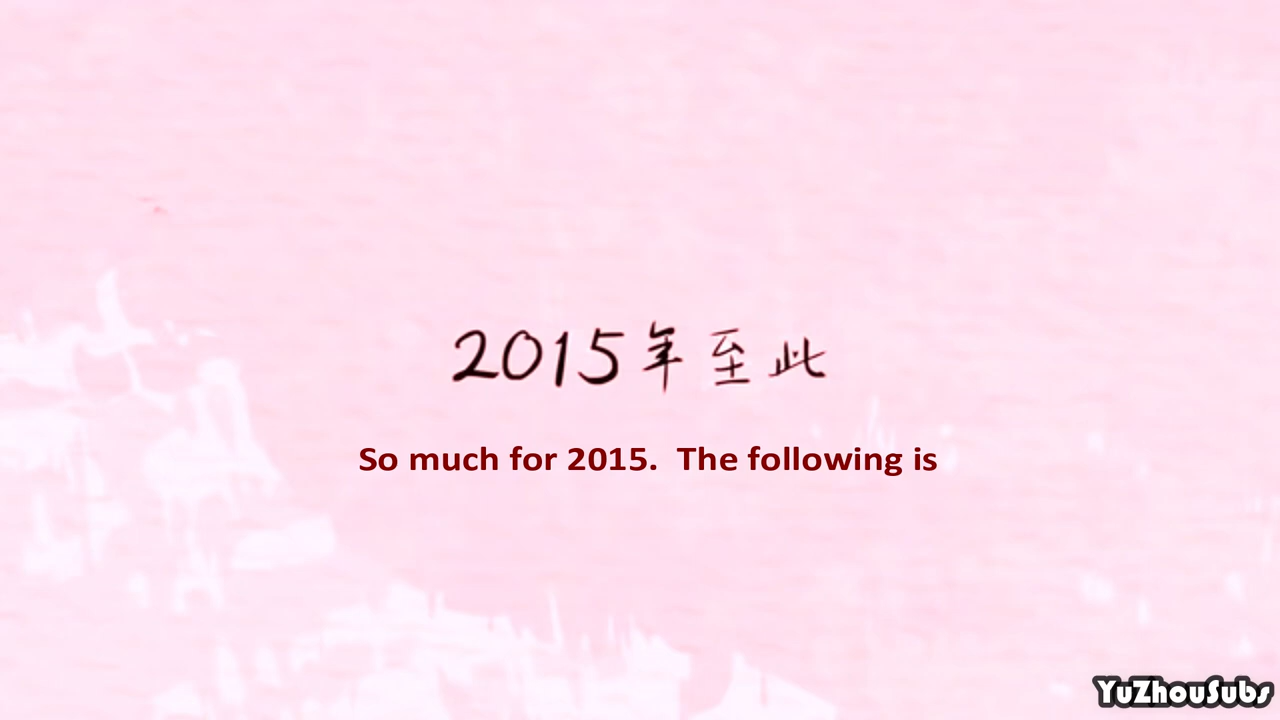 2015年至此
So much for 2015.  The following is
YuZhouSubs